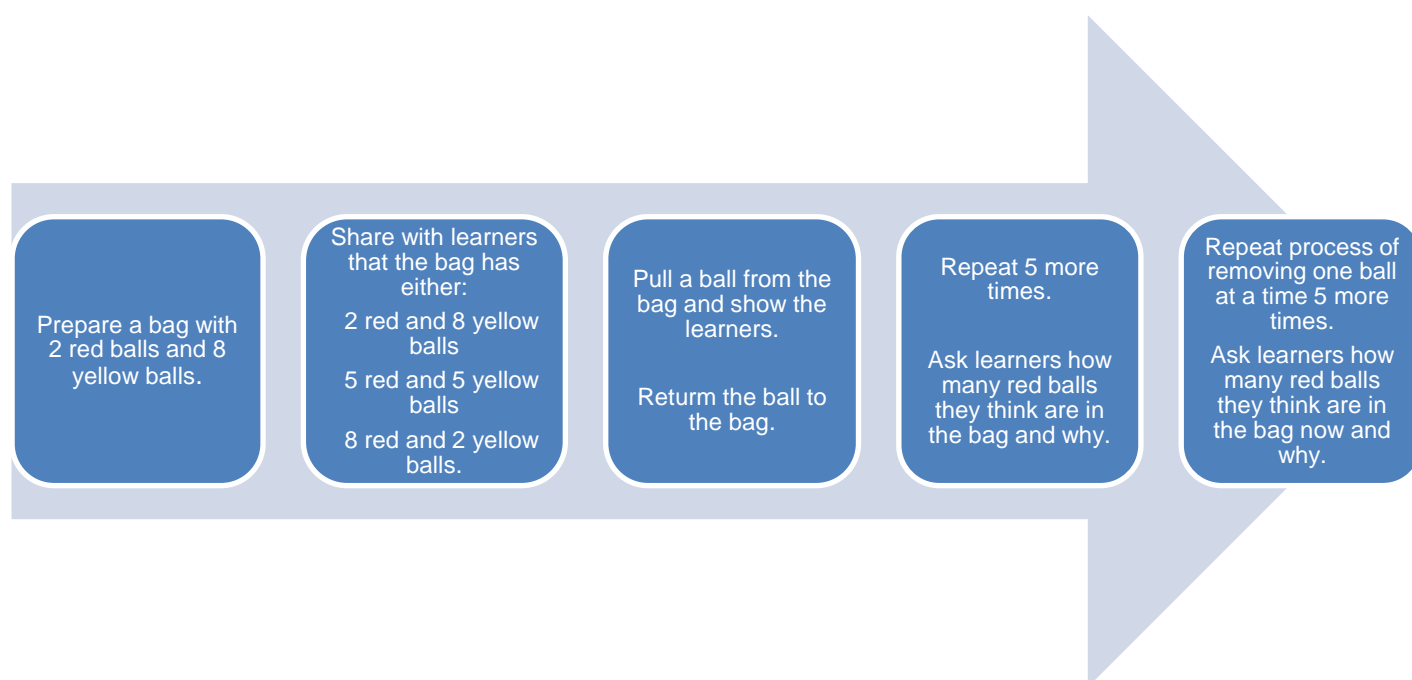 Prepare a bag with
2 red balls and 8
yellow balls.
Share with learners
that the bag has
either:
2 red and 8 yellow
balls
5 red and 5 yellow
balls
8 red and 2 yellow
balls.
Pull a ball from the
bag and show the
learners.
Returm the ball to
the bag.
Repeat 5 more
times.
Ask learners how
many red balls
they think are in
the bag and why.
Repeat process of
removing one ball
at a time 5 more
times.
Ask learners how
many red balls
they think are in
the bag now and
why.